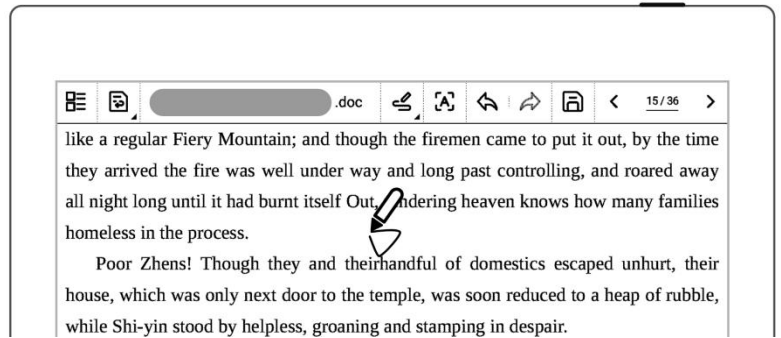 .doc
A
15/36
like a regular Fiery Mountain; and though the firemen came to put it out, by the time
they arrived the fire was well under way and long past controlling, and roared away
all night long until it had burnt itself Out, ndering heaven knows how many families
homeless in the process.
Poor Zhens! Though they and theirhandful of domestics escaped unhurt, their
house, which was only next door to the temple, was soon reduced to a heap of rubble,
while Shi-yin stood by helpless, groaning and stamping in despair.